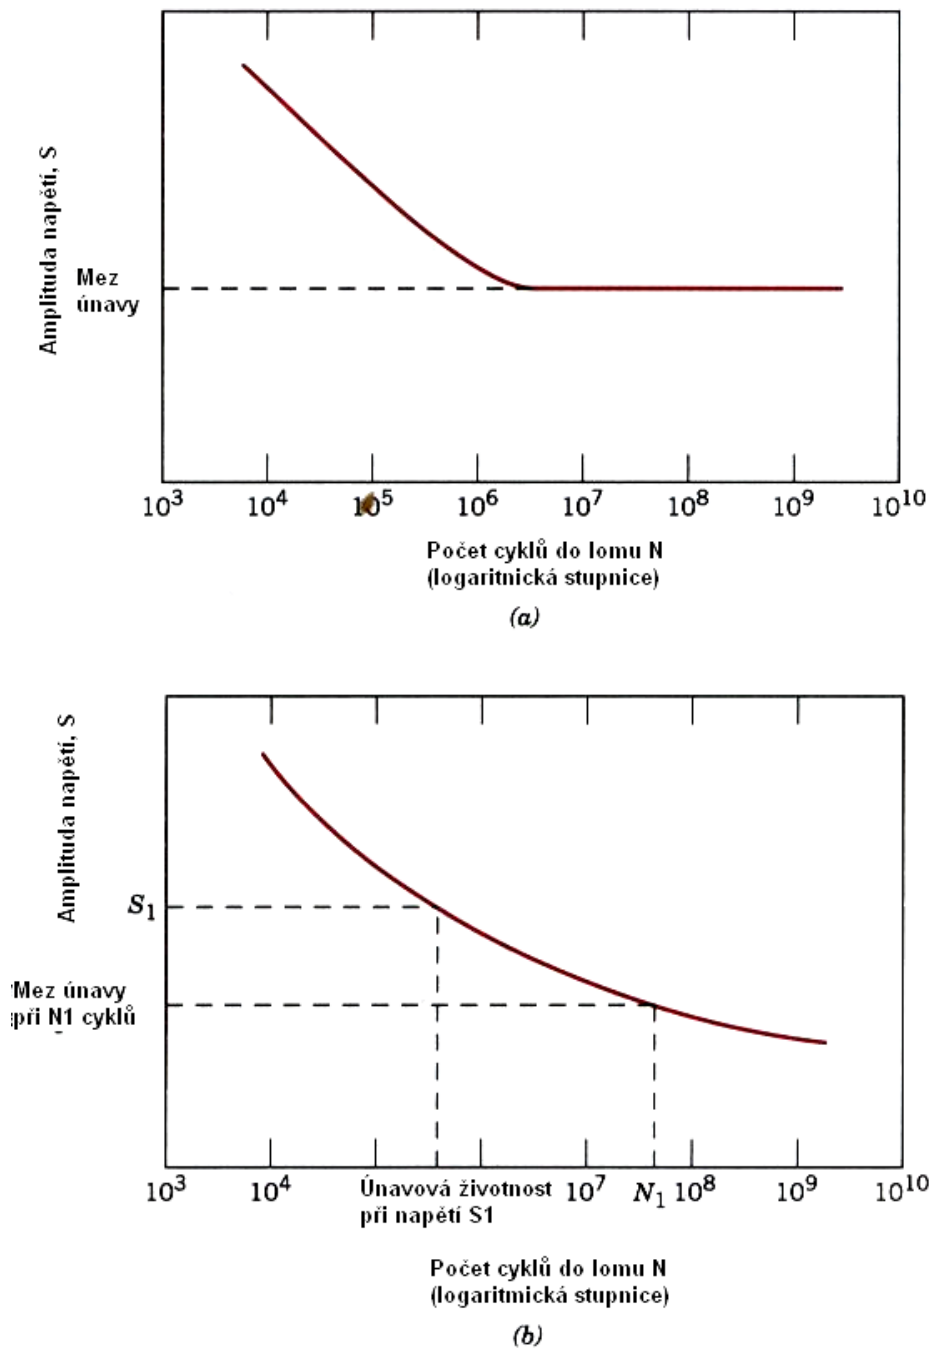 Amplituda napětí, S
Mez
únavy
10³ 10⁴ 10⁵ 10⁶ 10⁷ 10⁸ 10⁹ 10¹⁰
Počet cyklů do lomu N
(logaritnická stupnice)
(a)
Amplituda napětí, S
S₁
Mez únavy
při N1 cyklů
10³ 10⁴ Únavová životnost 10⁷ N₁ 10⁸ 10⁹ 10¹⁰
při napětí S1
Počet cyklů do lomu N
(logaritmická stupnice)
(b)